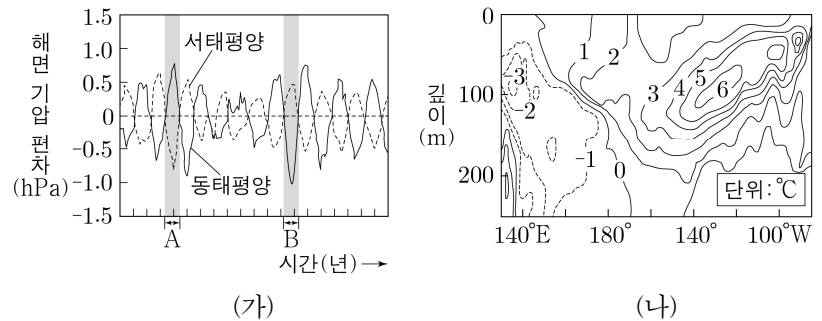 해면 기압 편차
(hPa)
1.5
1.0
0.5
0
-0.5
-1.0
-1.5
서태평양
동태평양
A
B
시간(년)
(가)
깊이
(m)
0
100
200
-3
-2
-1
0
1
2
3
4
5
6
단위:℃
140°E
180°
140°
100°W
(나)